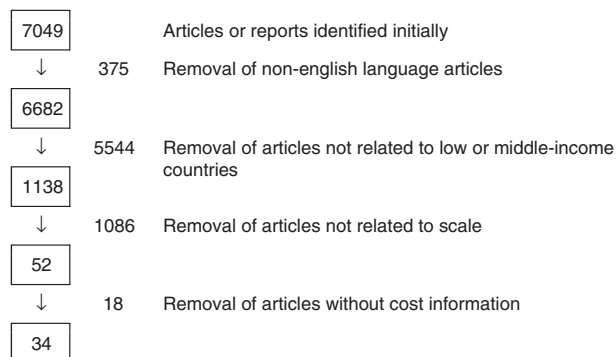 7049 Articles or reports identified initially
↓ 375 Removal of non-english language articles
6682
↓ 5544 Removal of articles not related to low or middle-income
countries
1138
↓ 1086 Removal of articles not related to scale
52
↓ 18 Removal of articles without cost information
34